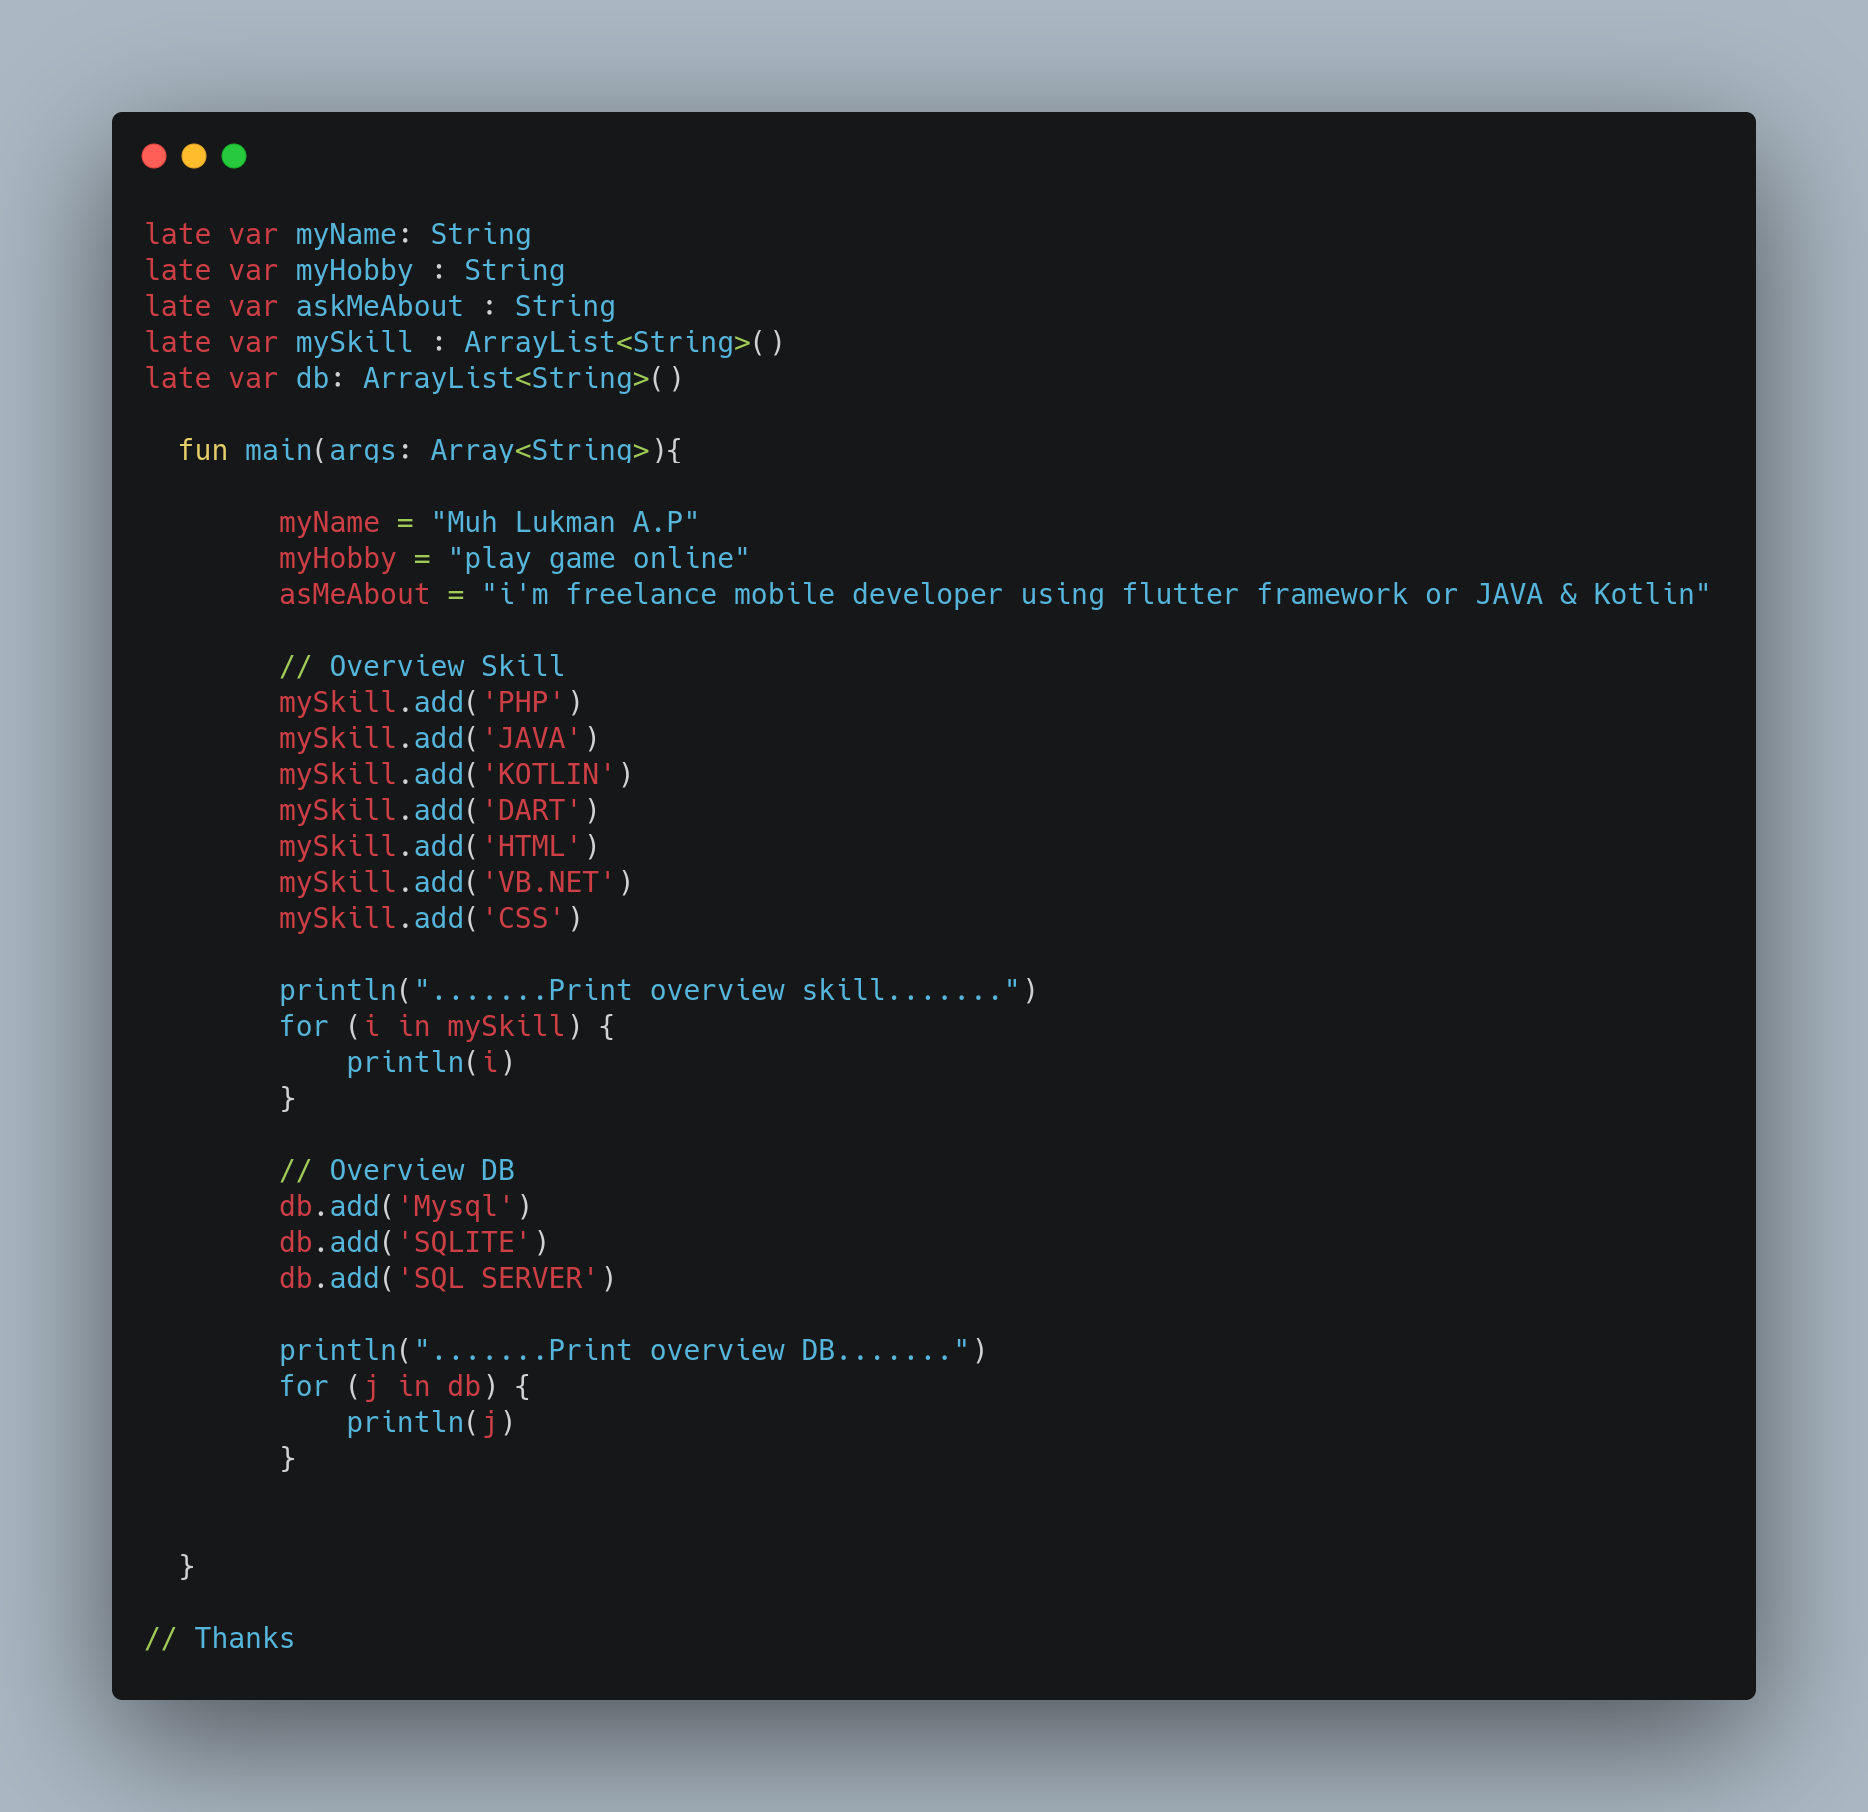 late var myName: String
late var myHobby : String
late var askMeAbout : String
late var mySkill : ArrayList<String>()
late var db: ArrayList<String>()
fun main(args: Array<String>){
myName = "Muh Lukman A.P"
myHobby = "play game online"
asMeAbout = "i'm freelance mobile developer using flutter framework or JAVA & Kotlin"
// Overview Skill
mySkill.add('PHP')
mySkill.add('JAVA')
mySkill.add('KOTLIN')
mySkill.add('DART')
mySkill.add('HTML')
mySkill.add('VB.NET')
mySkill.add('CSS')
println(".......Print overview skill.......")
for (i in mySkill) {
println(i)
}
// Overview DB
db.add('Mysql')
db.add('SQLITE')
db.add('SQL SERVER')
println(".......Print overview DB.......")
for (j in db) {
println(j)
}
}
// Thanks